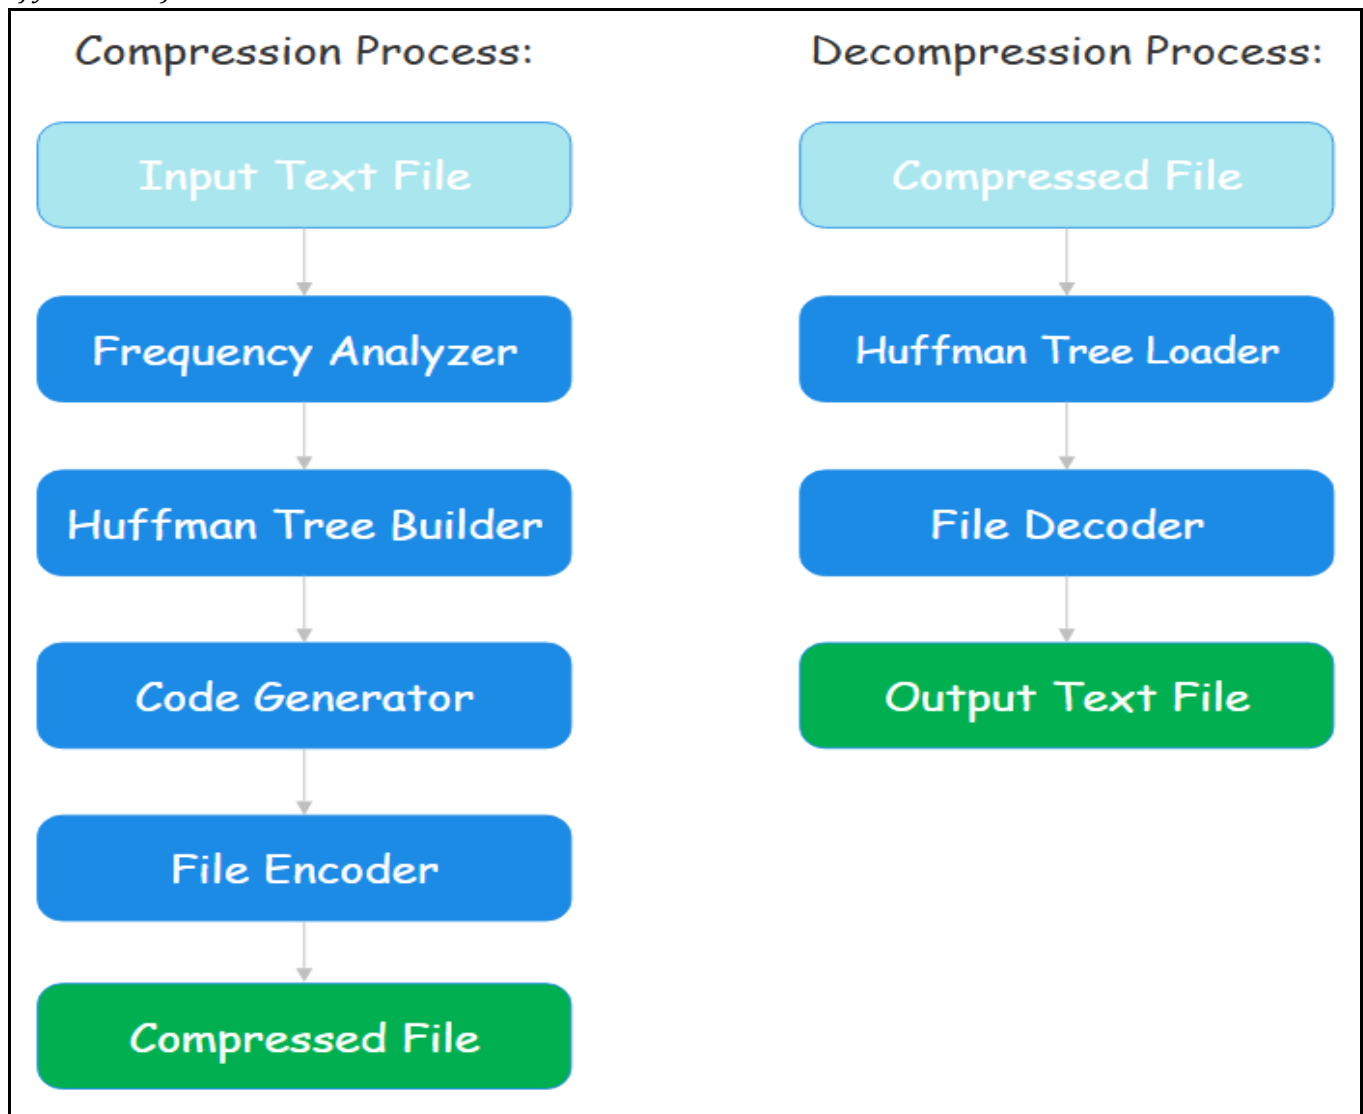 Compression Process:
Input Text File
Frequency Analyzer
Huffman Tree Builder
Code Generator
File Encoder
Compressed File
Decompression Process:
Compressed File
Huffman Tree Loader
File Decoder
Output Text File